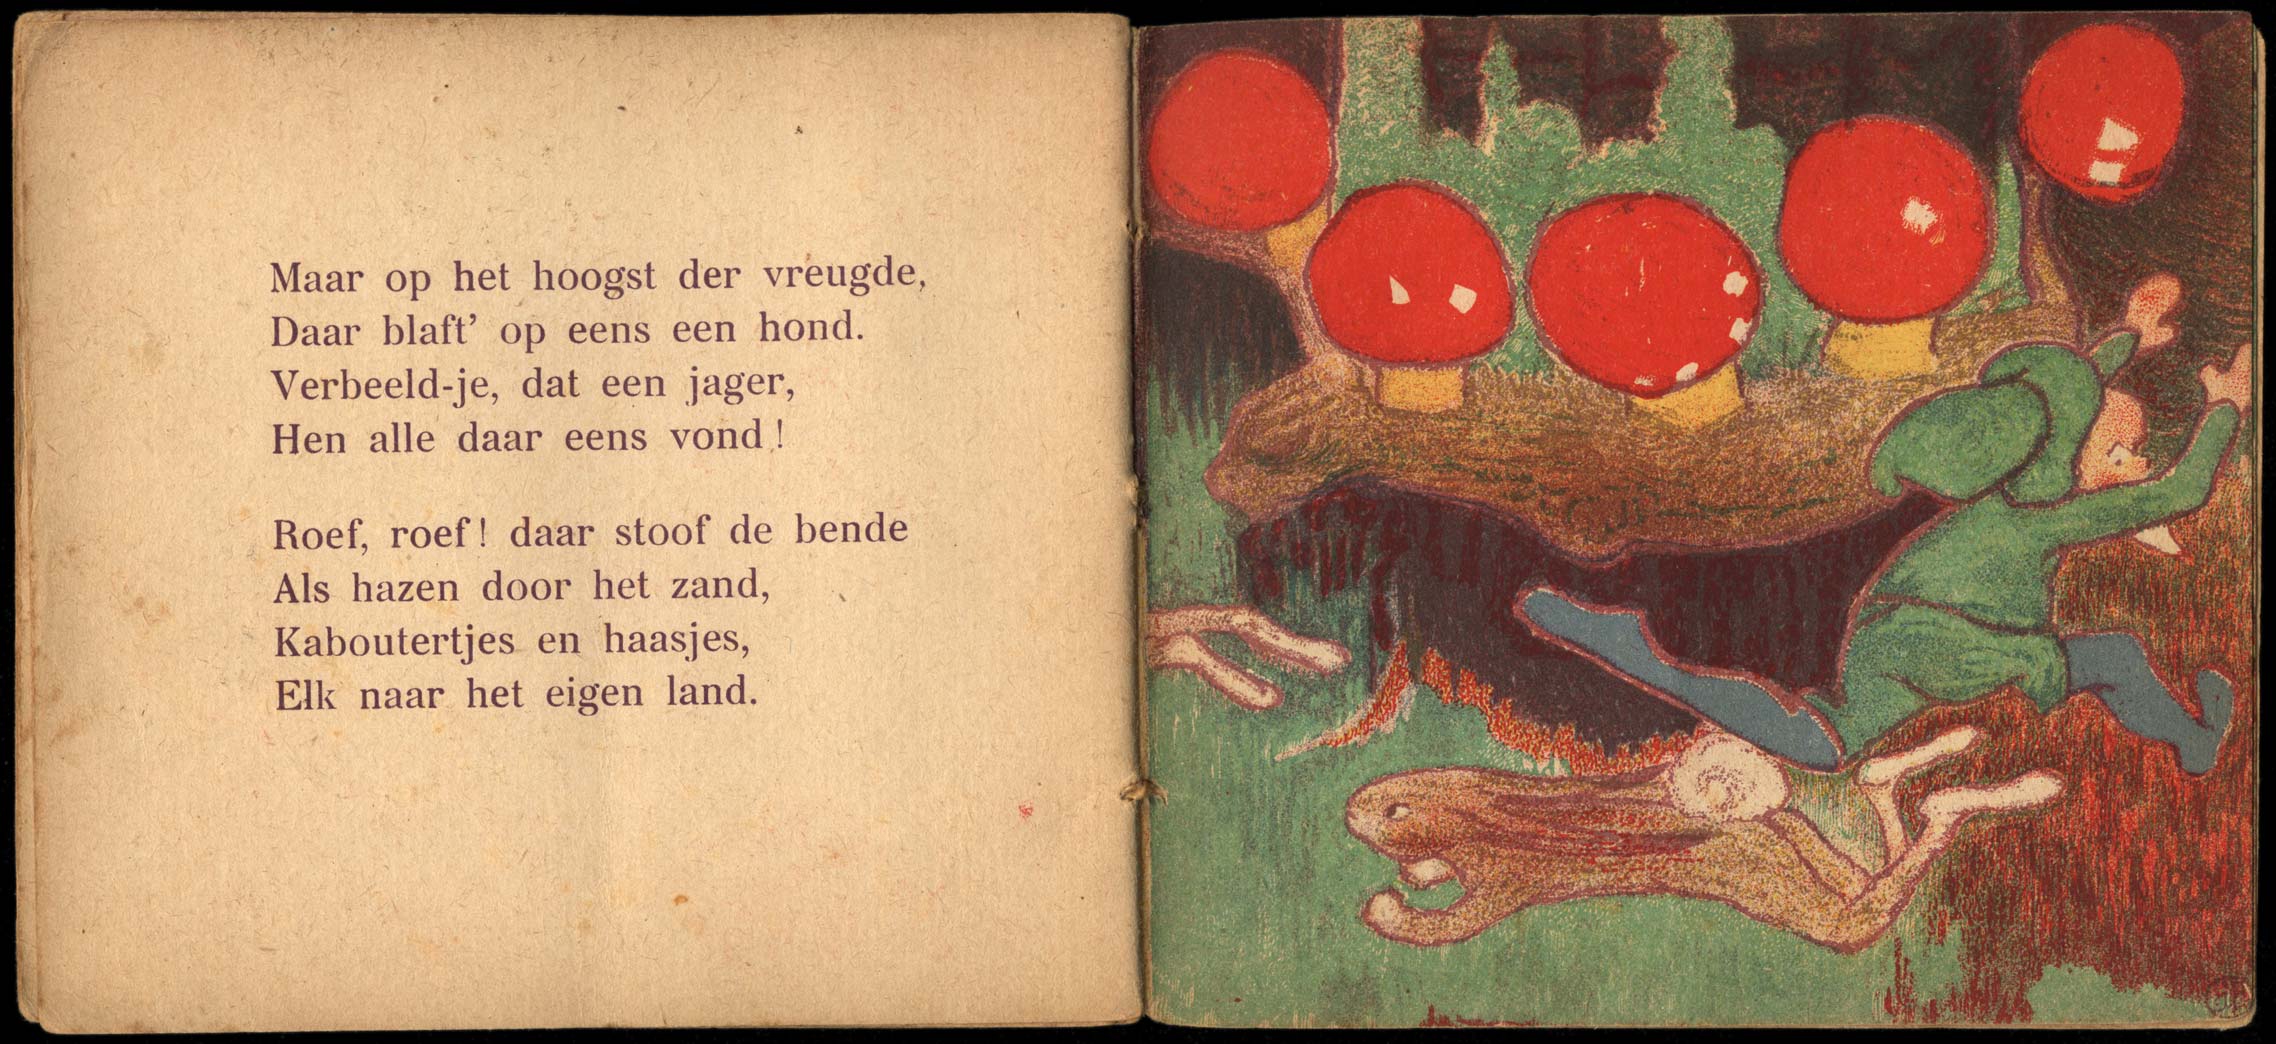 Maar op het hoogst der vreugde,
Daar blaft' op eens een hond.
Verbeeld-je, dat een jager,
Hen alle daar eens vond!
Roef, roef! daar stoof de bende
Als hazen door het zand,
Kaboutertjes en haasjes,
Elk naar het eigen land.